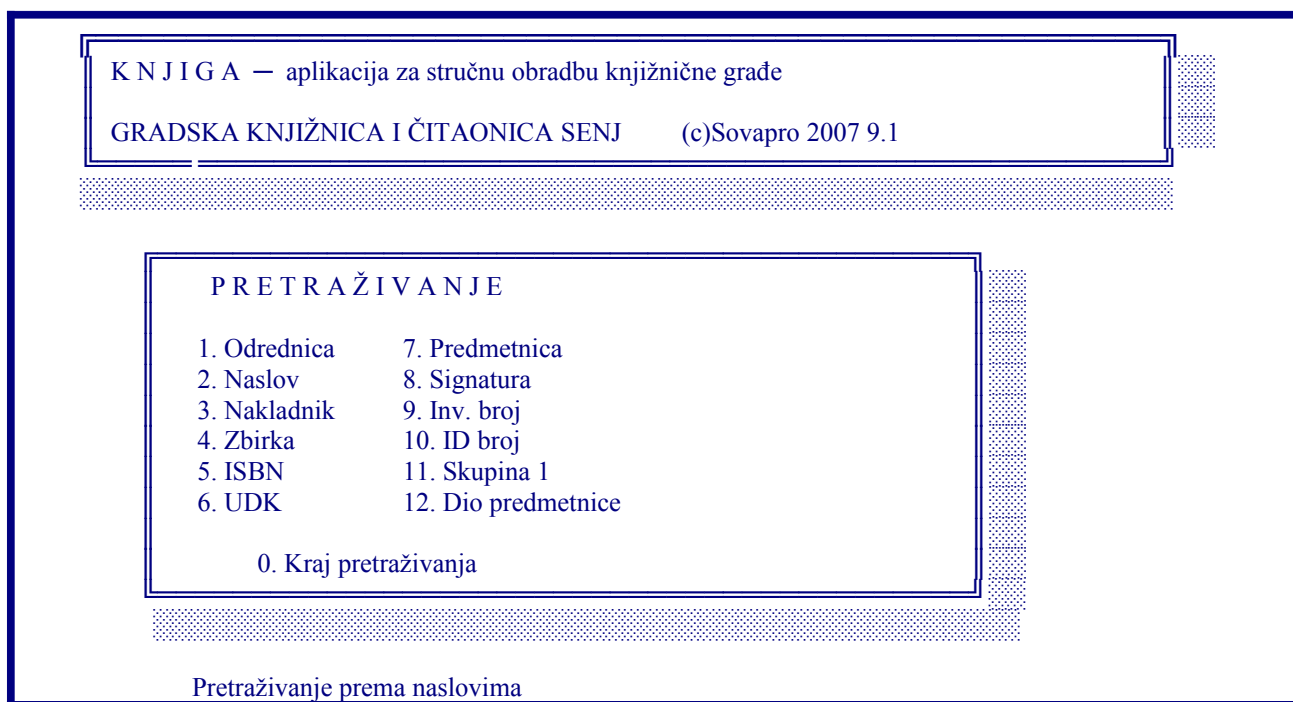 K N J I G A — aplikacija za stručnu obradbu knjižnične građe
GRADSKA KNJIŽNICA I ČITAONICA SENJ (c)Sovapro 2007 9.1
P R E T R A Ž I V A N J E
1. Odrednica 7. Predmetnica
2. Naslov 8. Signatura
3. Nakladnik 9. Inv. broj
4. Zbirka 10. ID broj
5. ISBN 11. Skupina 1
6. UDK 12. Dio predmetnice
0. Kraj pretraživanja
Pretraživanje prema naslovima